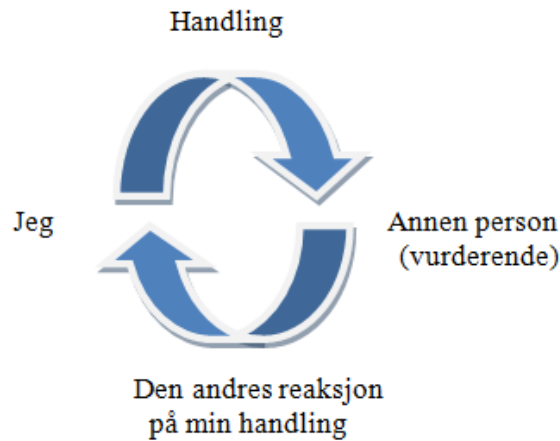 Handling
Jeg
Annen person
(vurderende)
Den andres reaksjon
på min handling